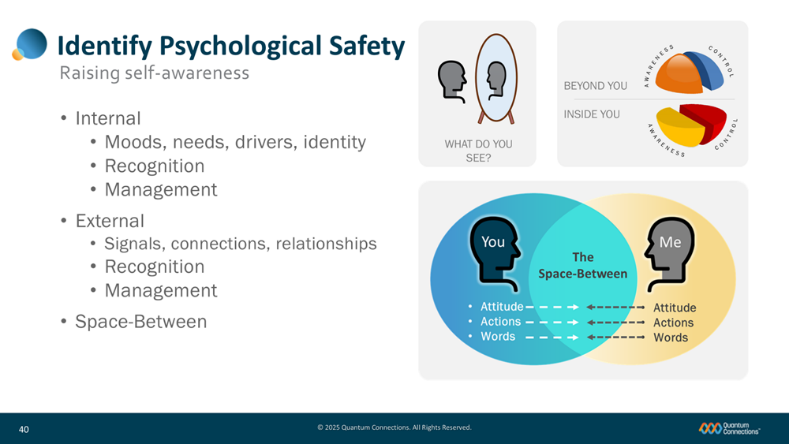 Identify Psychological Safety
Raising self-awareness
• Internal
• Moods, needs, drivers, identity
• Recognition
• Management
• External
• Signals, connections, relationships
• Recognition
• Management
• Space-Between
WHAT DO YOU
SEE?
BEYOND YOU
INSIDE YOU
AWARENESS
CONTROL
AWARENESS
CONTROL
You
Me
The
Space-Between
• Attitude
• Actions
• Words
Attitude
Actions
Words
40
© 2025 Quantum Connections. All Rights Reserved.
Quantum
Connections